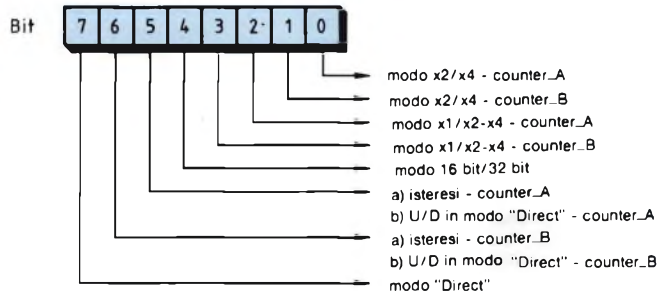 Bit 7 6 5 4 3 2 1 0
modo x2/x4 - counter_A
modo x2/x4 - counter_B
modo x1/x2-x4 - counter_A
modo x1/x2-x4 - counter_B
modo 16 bit/32 bit
a) isteresi - counter_A
b) U/D in modo "Direct" - counter_A
a) isteresi - counter_B
b) U/D in modo "Direct" - counter_B
modo "Direct"